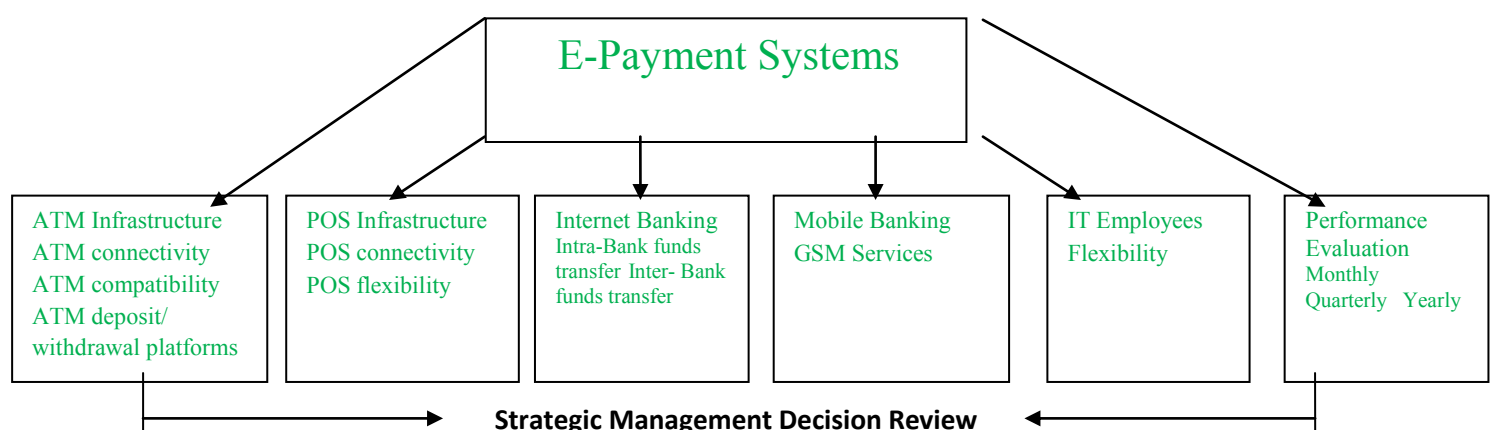 E-Payment Systems
ATM Infrastructure
ATM connectivity
ATM compatibility
ATM deposit/
withdrawal platforms
POS Infrastructure
POS connectivity
POS flexibility
Internet Banking
Intra-Bank funds
transfer Inter- Bank
funds transfer
Mobile Banking
GSM Services
IT Employees
Flexibility
Performance
Evaluation
Monthly
Quarterly Yearly
Strategic Management Decision Review